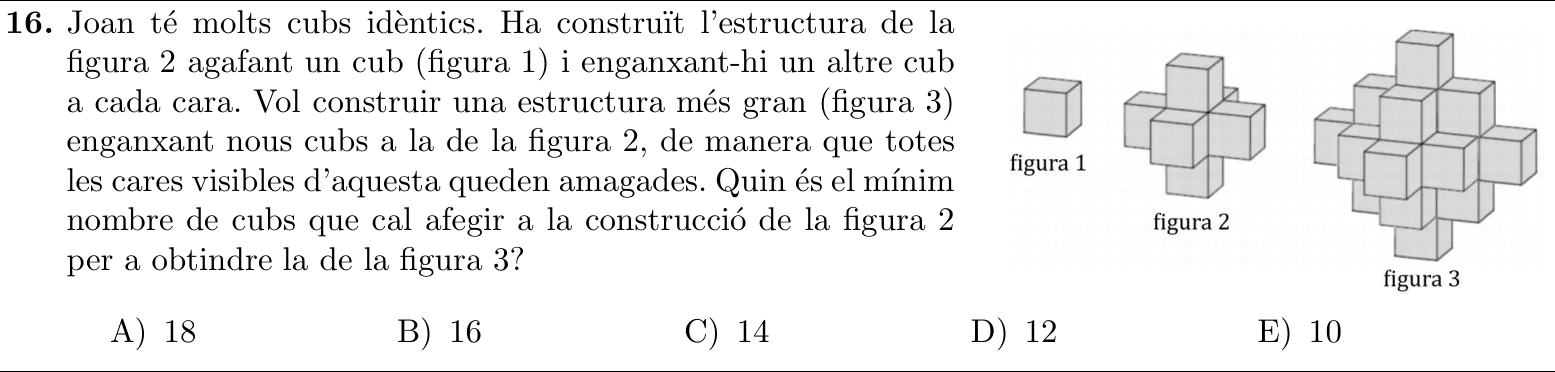 16. Joan té molts cubs idèntics. Ha construït l'estructura de la
figura 2 agafant un cub (figura 1) i enganxant-hi un altre cub
a cada cara. Vol construir una estructura més gran (figura 3)
enganxant nous cubs a la de la figura 2, de manera que totes
les cares visibles d'aquesta queden amagades. Quin és el mínim
nombre de cubs que cal afegir a la construcció de la figura 2
per a obtindre la de la figura 3?
figura 1
figura 2
figura 3
A) 18 B) 16 C) 14 D) 12 E) 10